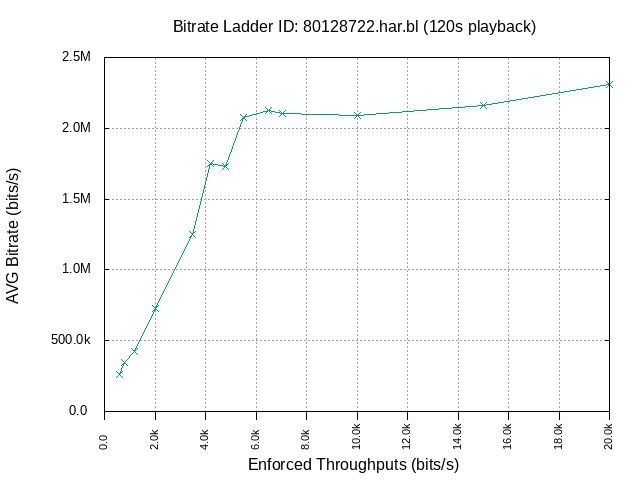 Bitrate Ladder ID: 80128722.har.bl (120s playback)
2.5M
2.0M
1.5M
1.0M
500.0k
0.0
AVG Bitrate (bits/s)
0.0 2.0k 4.0k 6.0k 8.0k 10.0k 12.0k 14.0k 16.0k 18.0k 20.0k
Enforced Throughputs (bits/s)